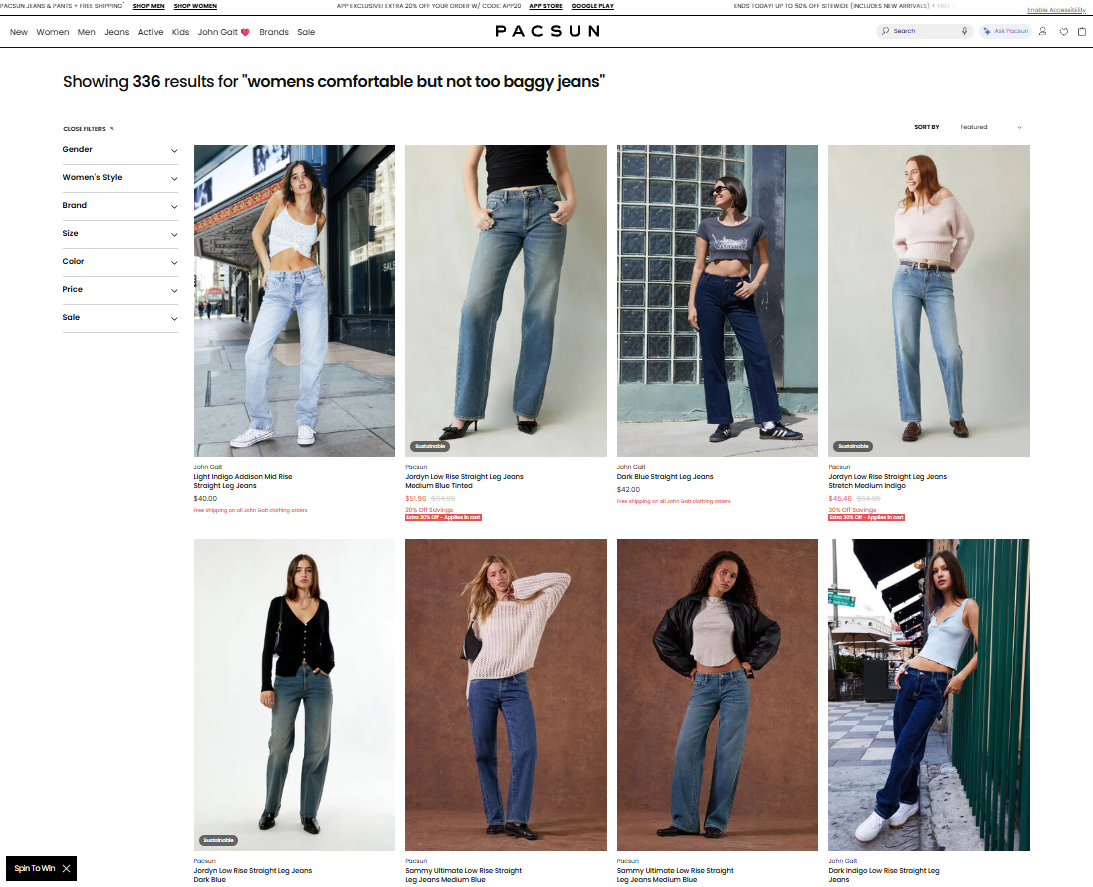 PACSUN JEANS & PANTS + FREE SHIPPING* SHOP MEN SHOP WOMEN
APP EXCLUSIVE! EXTRA 20% OFF YOUR ORDER W/ CODE: APP20 APP STORE GOOGLE PLAY
ENDS TODAY! UP TO 50% OFF SITEWIDE (INCLUDES NEW ARRIVALS) + FREE
Enable Accessibility
New Women Men Jeans Active Kids John Galt Brands Sale
PACSUN
Search
Ask Pacsun
Showing 336 results for "womens comfortable but not too baggy jeans"
CLOSE FILTERS ×
SORT BY Featured
Gender
Women's Style
Brand
Size
Color
Price
Sale
John Galt
Light Indigo Addison Mid Rise
Straight Leg Jeans
$40.00
Free shipping on all John Galt clothing orders
Sustainable
Pacsun
Jordyn Low Rise Straight Leg Jeans
Medium Blue Tinted
$51.96 $64.95
20% Off Savings
Extra 30% Off - Applies in cart
John Galt
Dark Blue Straight Leg Jeans
$42.00
Free shipping on all John Galt clothing orders
Sustainable
Pacsun
Jordyn Low Rise Straight Leg Jeans
Stretch Medium Indigo
$45.46 $64.95
30% Off Savings
Extra 30% Off - Applies in cart
Sustainable
Pacsun
Jordyn Low Rise Straight Leg Jeans
Dark Blue
Pacsun
Sammy Ultimate Low Rise Straight
Leg Jeans Medium Blue
Pacsun
Sammy Ultimate Low Rise Straight
Leg Jeans Medium Blue
John Galt
Dark Indigo Low Rise Straight Leg
Jeans
Spin To Win